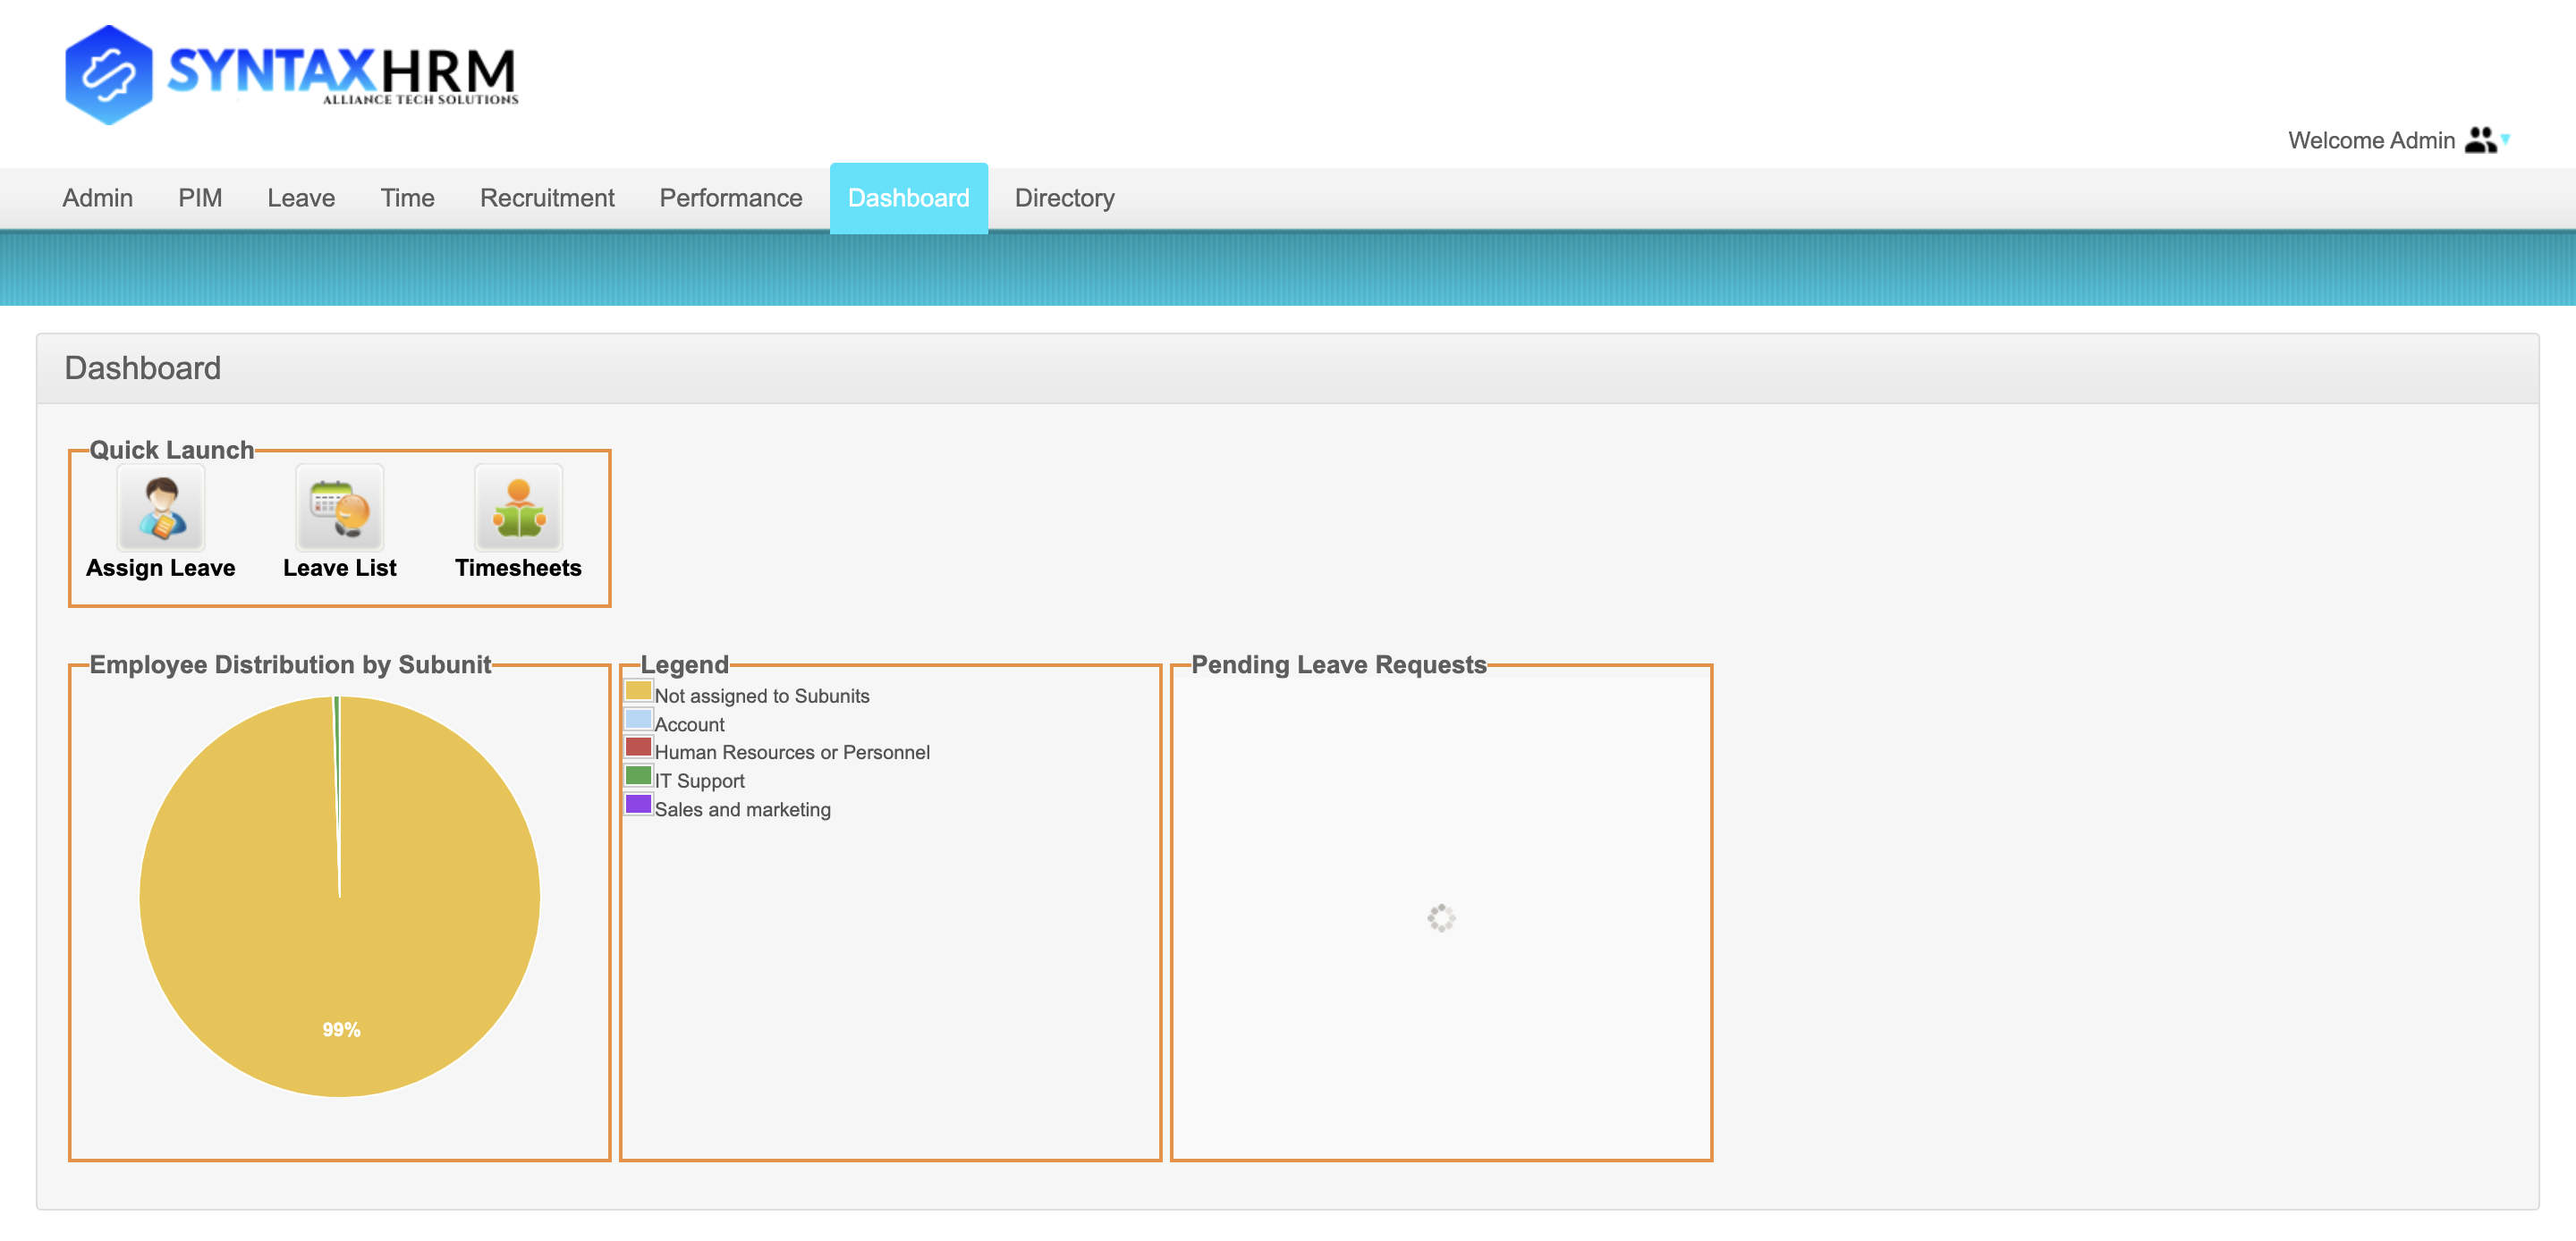 SYNTAXHRM
ALLIANCE TECH SOLUTIONS
Welcome Admin
Admin PIM Leave Time Recruitment Performance Dashboard Directory
Dashboard
Quick Launch
Assign Leave Leave List Timesheets
Employee Distribution by Subunit
99%
Legend
Not assigned to Subunits
Account
Human Resources or Personnel
IT Support
Sales and marketing
Pending Leave Requests